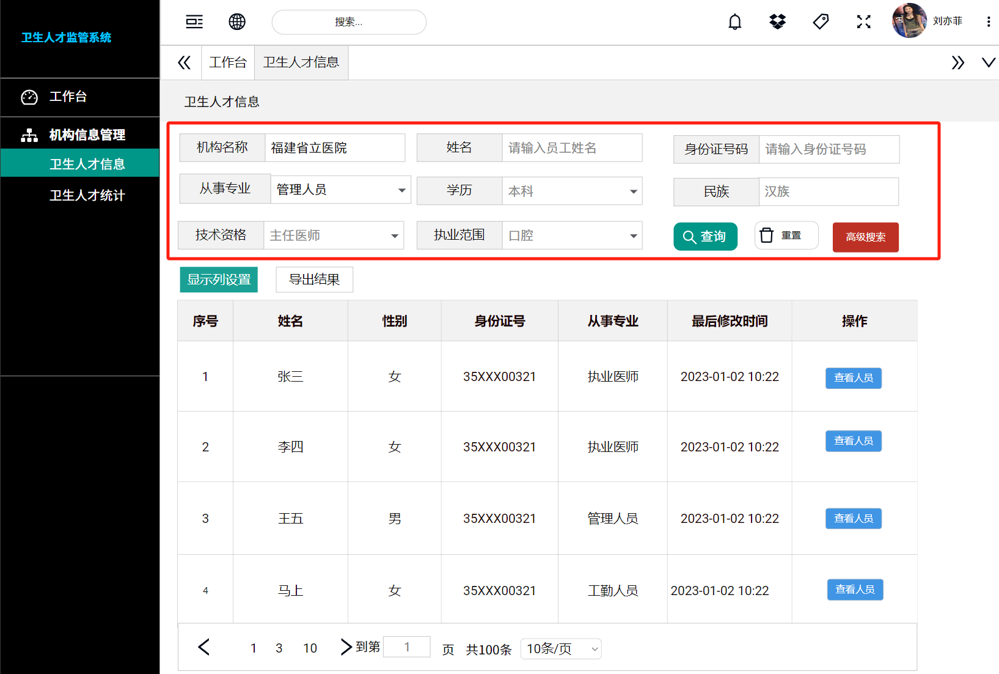 卫生人才监管系统
搜索...
刘亦菲
工作台 卫生人才信息
工作台
机构信息管理
卫生人才信息
卫生人才统计
卫生人才信息
机构名称 福建省立医院 姓名 请输入员工姓名 身份证号码 请输入身份证号码
从事专业 管理人员 学历 本科 民族 汉族
技术资格 主任医师 执业范围 口腔 查询 重置 高级搜索
显示列设置 导出结果
序号 姓名 性别 身份证号 从事专业 最后修改时间 操作
1 张三 女 35XXX00321 执业医师 2023-01-02 10:22 查看人员
2 李四 女 35XXX00321 执业医师 2023-01-02 10:22 查看人员
3 王五 男 35XXX00321 管理人员 2023-01-02 10:22 查看人员
4 马上 女 35XXX00321 工勤人员 2023-01-02 10:22 查看人员
1 3 10 到第 1 页 共100条 10条/页